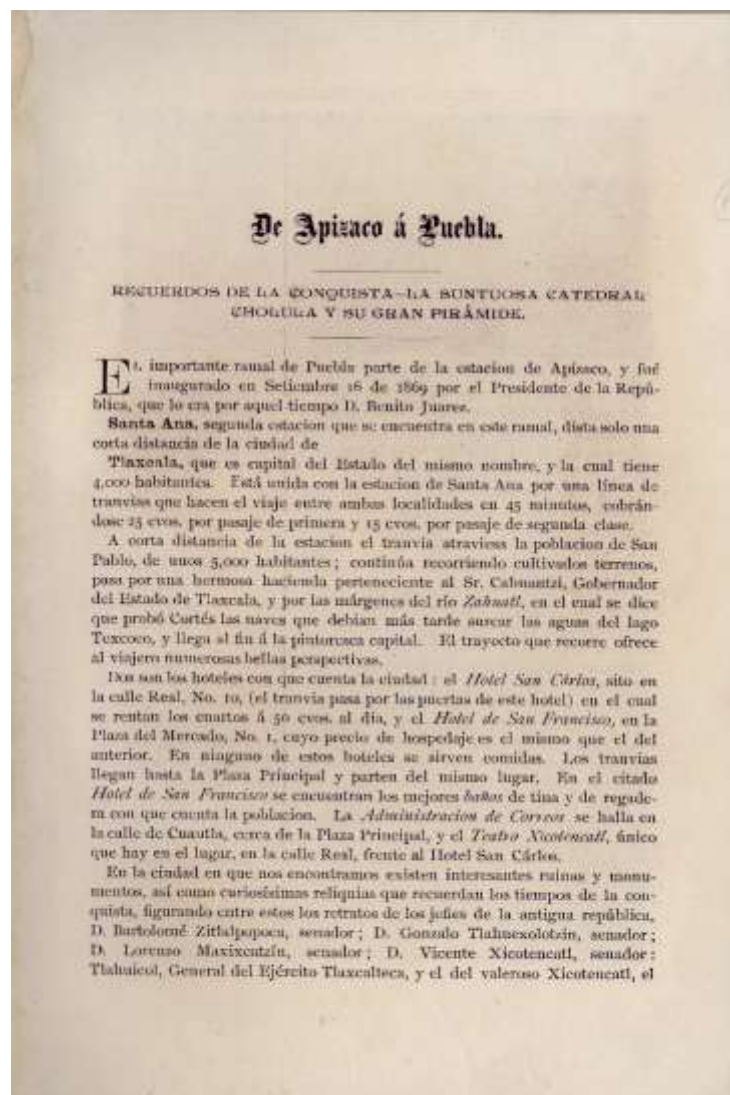 De Apizaco á Puebla.
RECUERDOS DE LA CONQUISTA—LA SUNTUOSA CATEDRAL
CHOLULA Y SU GRAN PIRÁMIDE.
EL importante ramal de Puebla parte de la estacion de Apizaco, y fué
inaugurado en Setiembre 16 de 1869 por el Presidente de la Repú-
blica, que lo era por aquel tiempo D. Benito Juarez.
Santa Ana, segunda estacion que se encuentra en este ramal, dista solo una
corta distancia de la ciudad de
Tlaxcala, que es capital del Estado del mismo nombre, y la cual tiene
4,000 habitantes. Está unida con la estacion de Santa Ana por una línea de
tranvías que hacen el viaje entre ambas localidades en 45 minutos, cobrán-
dose 25 cvos. por pasaje de primera y 15 cvos. por pasaje de segunda clase.
A corta distancia de la estacion el tranvia atraviesa la poblacion de San
Pablo, de unos 5,000 habitantes; continúa recorriendo cultivados terrenos,
pasa por una hermosa hacienda perteneciente al Sr. Cahuantzi, Gobernador
del Estado de Tlaxcala, y por las márgenes del río Zahuatl, en el cual se dice
que probó Cortés las naves que debían más tarde surcar las aguas del lago
Texcoco, y llega al fin á la pintoresca capital. El trayecto que recorre ofrece
al viajero numerosas bellas perspectivas.
Dos son los hoteles con que cuenta la ciudad: el Hotel San Cárlos, sito en
la calle Real, No. 10, (el tranvia pasa por las puertas de este hotel) en el cual
se rentan los cuartos á 50 cvos. al dia, y el Hotel de San Francisco, en la
Plaza del Mercado, No. 1, cuyo precio de hospedaje es el mismo que el del
anterior. En ninguno de estos hoteles se sirven comidas. Los tranvias
llegan hasta la Plaza Principal y parten del mismo lugar. En el citado
Hotel de San Francisco se encuentran los mejores baños de tina y de regade-
ra con que cuenta la poblacion. La Administracion de Correos se halla en
la calle de Cuautla, cerca de la Plaza Principal, y el Teatro Xicotencatl, único
que hay en el lugar, en la calle Real, frente al Hotel San Cárlos.
En la ciudad en que nos encontramos existen interesantes ruinas y monu-
mentos, así como curiosísimas reliquias que recuerdan los tiempos de la con-
quista, figurando entre estos los retratos de los jefes de la antigua república,
D. Bartolomé Zitlalpopoca, senador; D. Gonzalo Tlahnexolotzin, senador;
D. Lorenzo Maxixcatzin, senador; D. Vicente Xicotencatl, senador:
Tlahuicol, General del Ejército Tlaxcalteca, y el del valeroso Xicotencatl, el